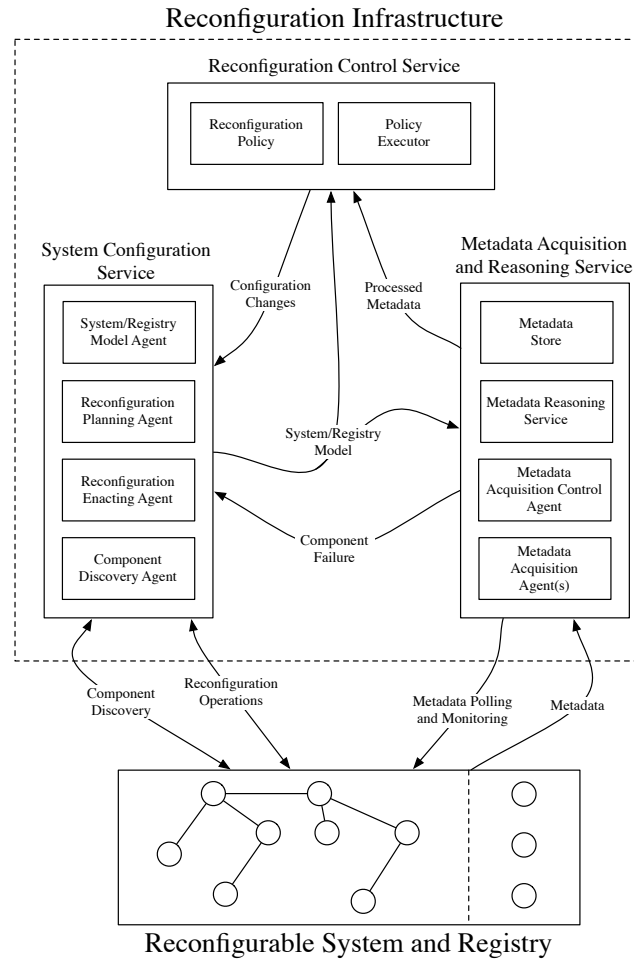 Reconfiguration Infrastructure
Reconfiguration Control Service
Reconfiguration
Policy
Policy
Executor
System Configuration
Service
System/Registry
Model Agent
Reconfiguration
Planning Agent
Reconfiguration
Enacting Agent
Component
Discovery Agent
Configuration
Changes
Processed
Metadata
System/Registry
Model
Component
Failure
Metadata Acquisition
and Reasoning Service
Metadata
Store
Metadata Reasoning
Service
Metadata
Acquisition Control
Agent
Metadata
Acquisition
Agent(s)
Component
Discovery
Reconfiguration
Operations
Metadata Polling
and Monitoring
Metadata
Reconfigurable System and Registry